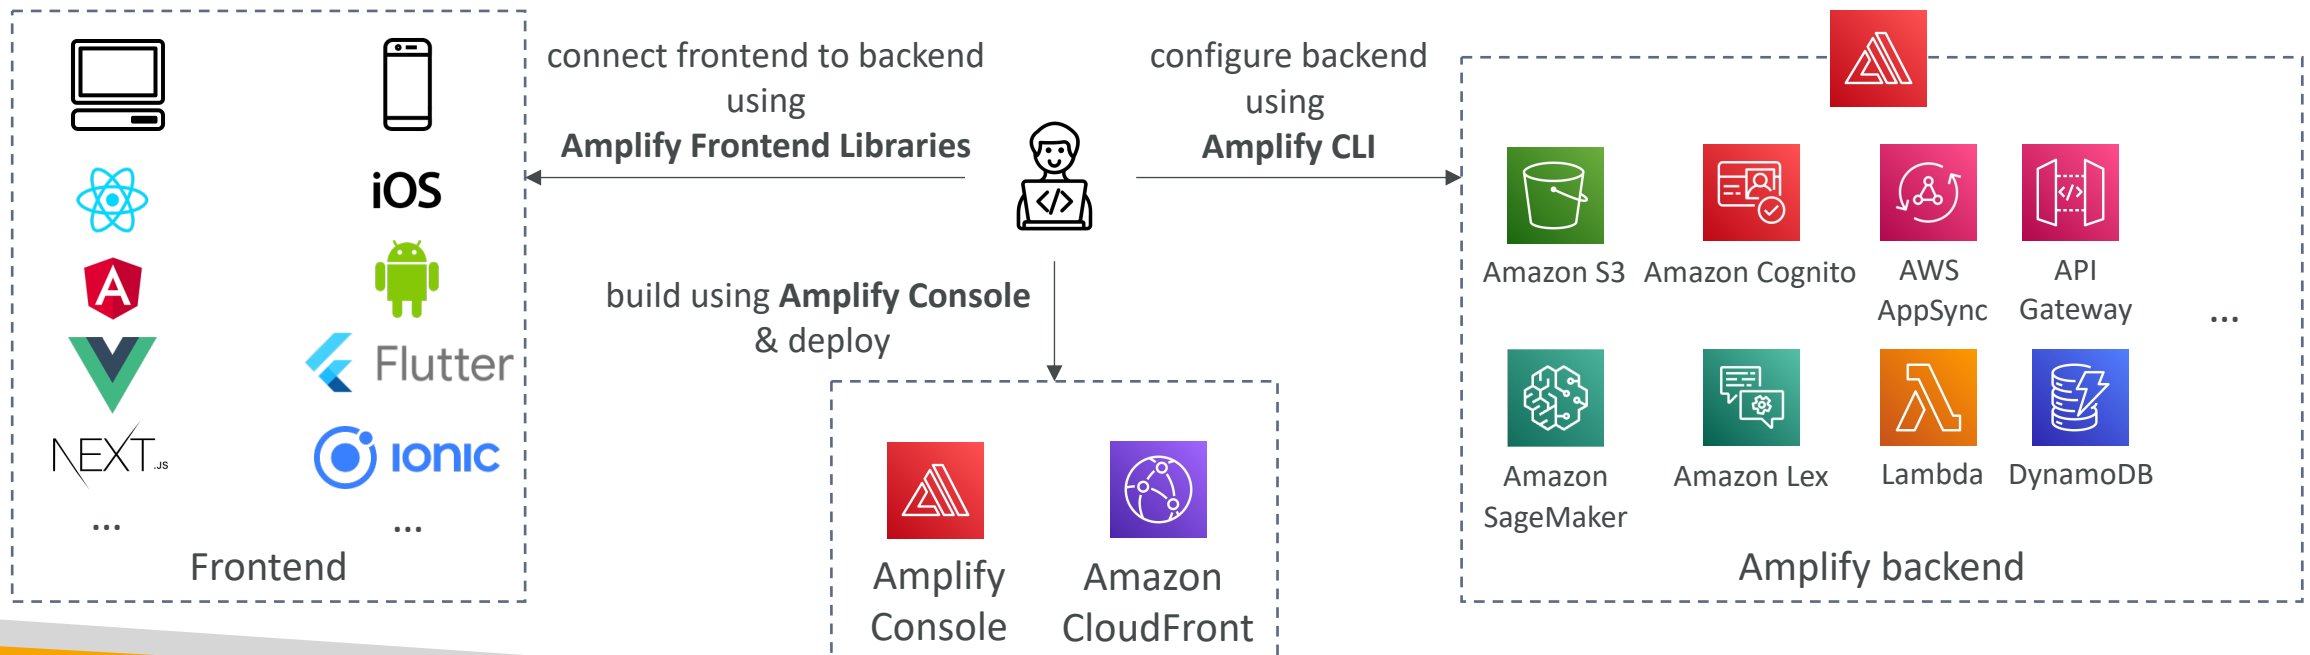 iOS
Flutter
NEXT.JS
ionic
...
...
Frontend
connect frontend to backend
using
Amplify Frontend Libraries
configure backend
using
Amplify CLI
build using Amplify Console
& deploy
Amplify
Console
Amazon
CloudFront
Amazon S3
Amazon Cognito
AWS
AppSync
API
Gateway
...
Amazon
SageMaker
Amazon Lex
Lambda
DynamoDB
Amplify backend